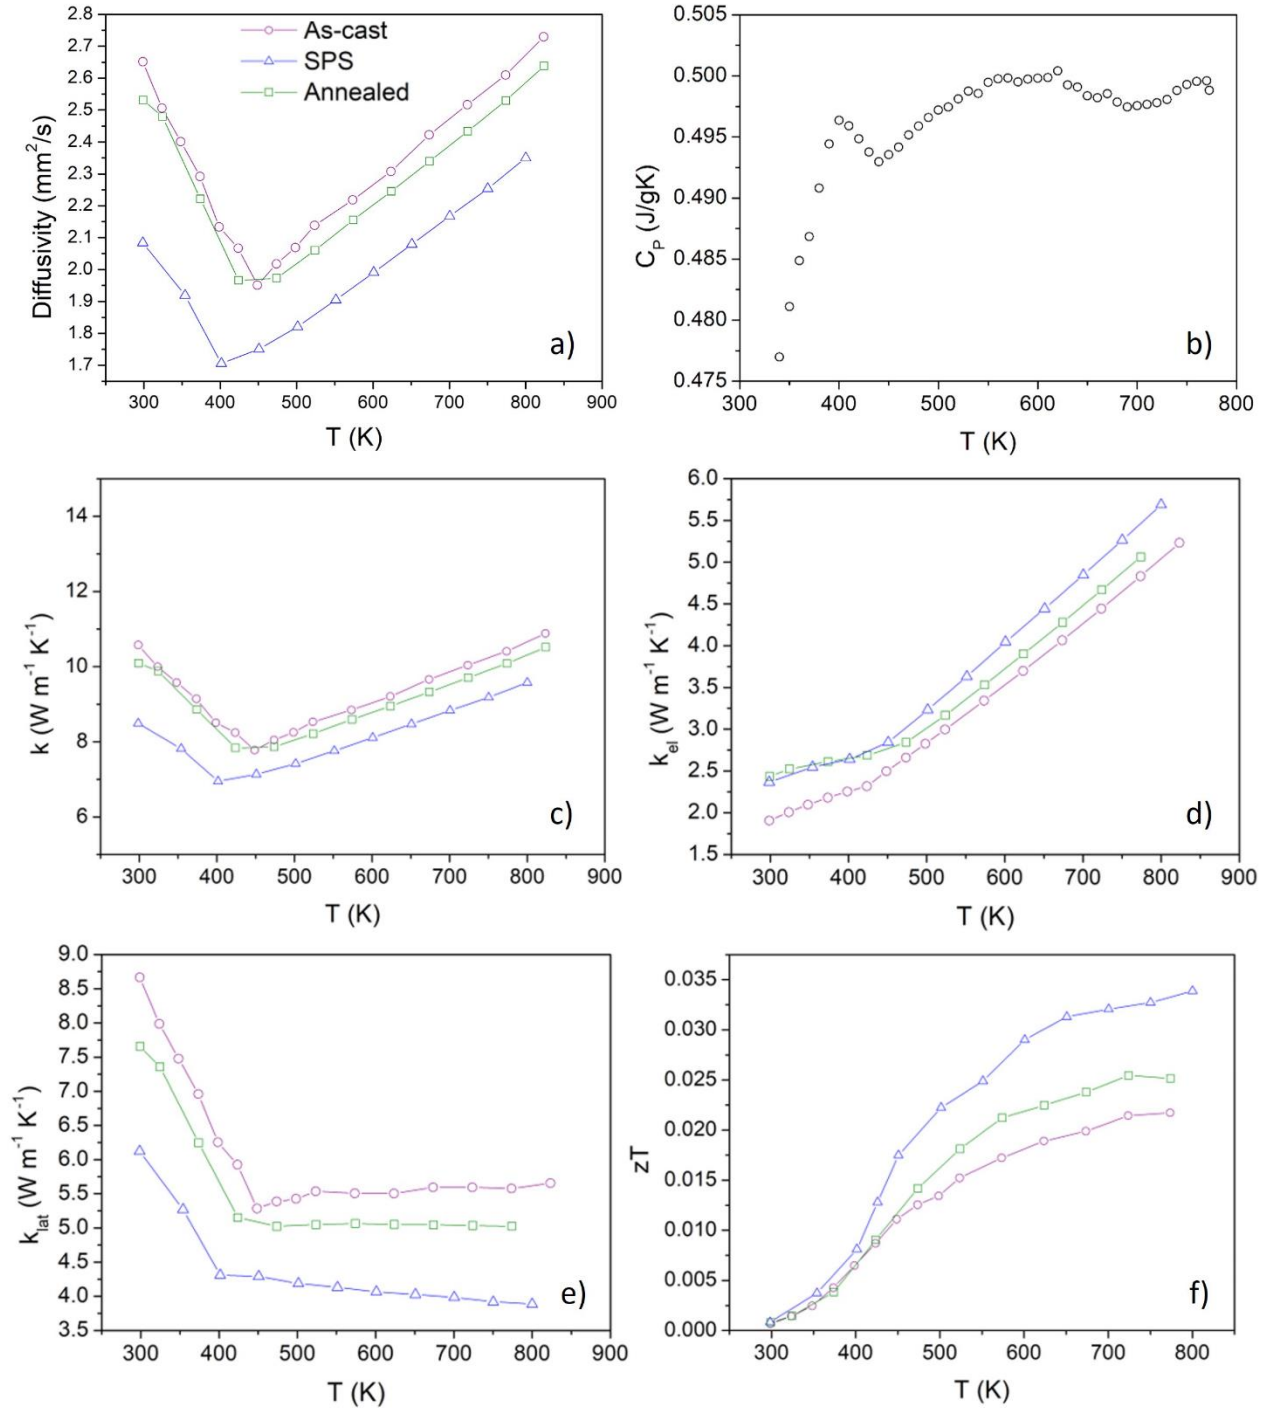 2.8
2.7
2.6
2.5
2.4
2.3
2.2
2.1
2.0
1.9
1.8
1.7
Diffusivity (mm²/s)
As-cast
SPS
Annealed
a)
300 400 500 600 700 800 900
T (K)
0.505
0.500
0.495
0.490
0.485
0.480
0.475
C_P (J/gK)
b)
300 400 500 600 700 800
T (K)
14
12
10
8
6
k (W m⁻¹ K⁻¹)
c)
300 400 500 600 700 800 900
T (K)
6.0
5.5
5.0
4.5
4.0
3.5
3.0
2.5
2.0
1.5
k_el (W m⁻¹ K⁻¹)
d)
300 400 500 600 700 800 900
T (K)
9.0
8.5
8.0
7.5
7.0
6.5
6.0
5.5
5.0
4.5
4.0
3.5
k_lat (W m⁻¹ K⁻¹)
e)
300 400 500 600 700 800 900
T (K)
0.035
0.030
0.025
0.020
0.015
0.010
0.005
0.000
zT
f)
300 400 500 600 700 800
T (K)